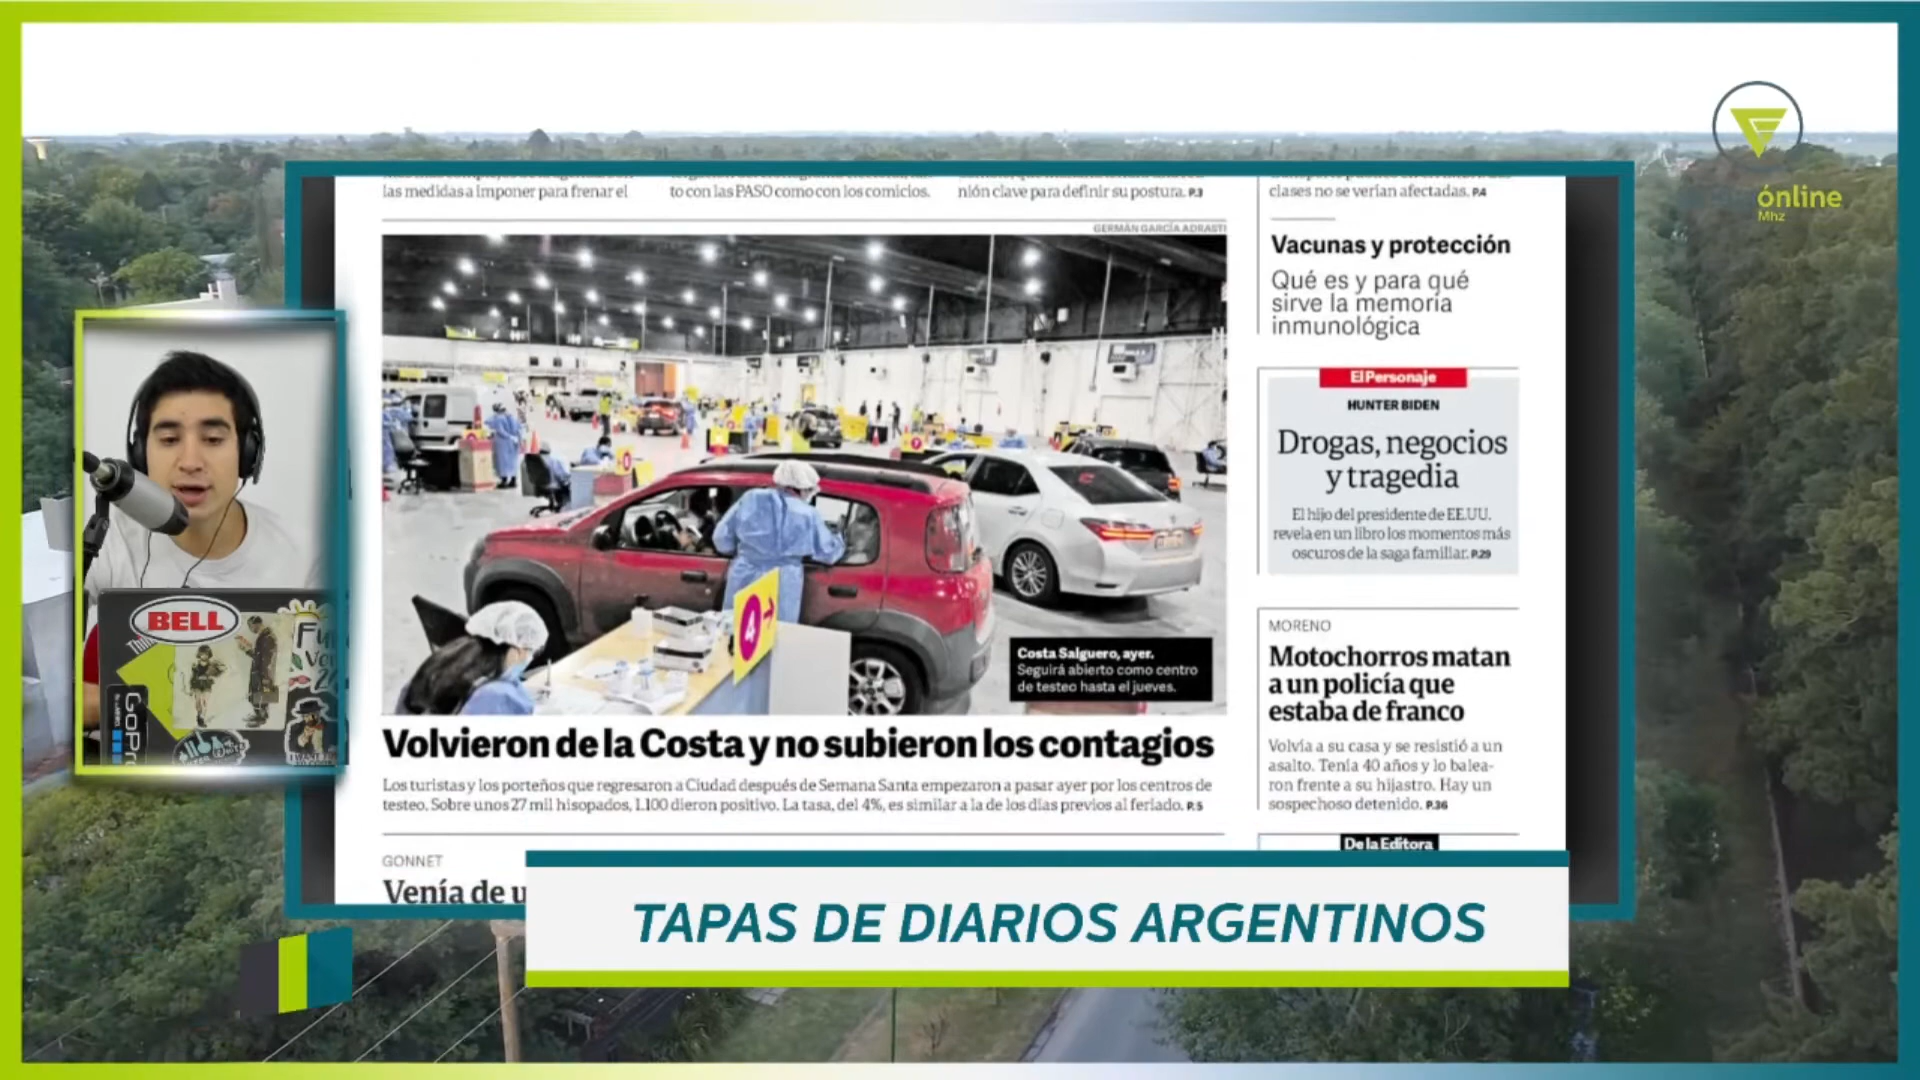 las medidas a imponer para frenar el
to con las PASO como con los comicios.
nión clave para definir su postura. P.3
clases no se verían afectadas. P.4
GERMÁN GARCÍA ADRASTI
Costa Salguero, ayer.
Seguirá abierto como centro
de testeo hasta el jueves.
Volvieron de la Costa y no subieron los contagios
Los turistas y los porteños que regresaron a Ciudad después de Semana Santa empezaron a pasar ayer por los centros de
testeo. Sobre unos 27 mil hisopados, 1.100 dieron positivo. La tasa, del 4%, es similar a la de los días previos al feriado. P.5
GONNET
Venía de u
Vacunas y protección
Qué es y para qué
sirve la memoria
inmunológica
El Personaje
HUNTER BIDEN
Drogas, negocios
y tragedia
El hijo del presidente de EE.UU.
revela en un libro los momentos más
oscuros de la saga familiar. P.29
MORENO
Motochorros matan
a un policía que
estaba de franco
Volvía a su casa y se resistió a un
asalto. Tenía 40 años y lo balea-
ron frente a su hijastro. Hay un
sospechoso detenido. P.36
De la Editora
TAPAS DE DIARIOS ARGENTINOS
ónline
Mhz
BELL
GoPro
4